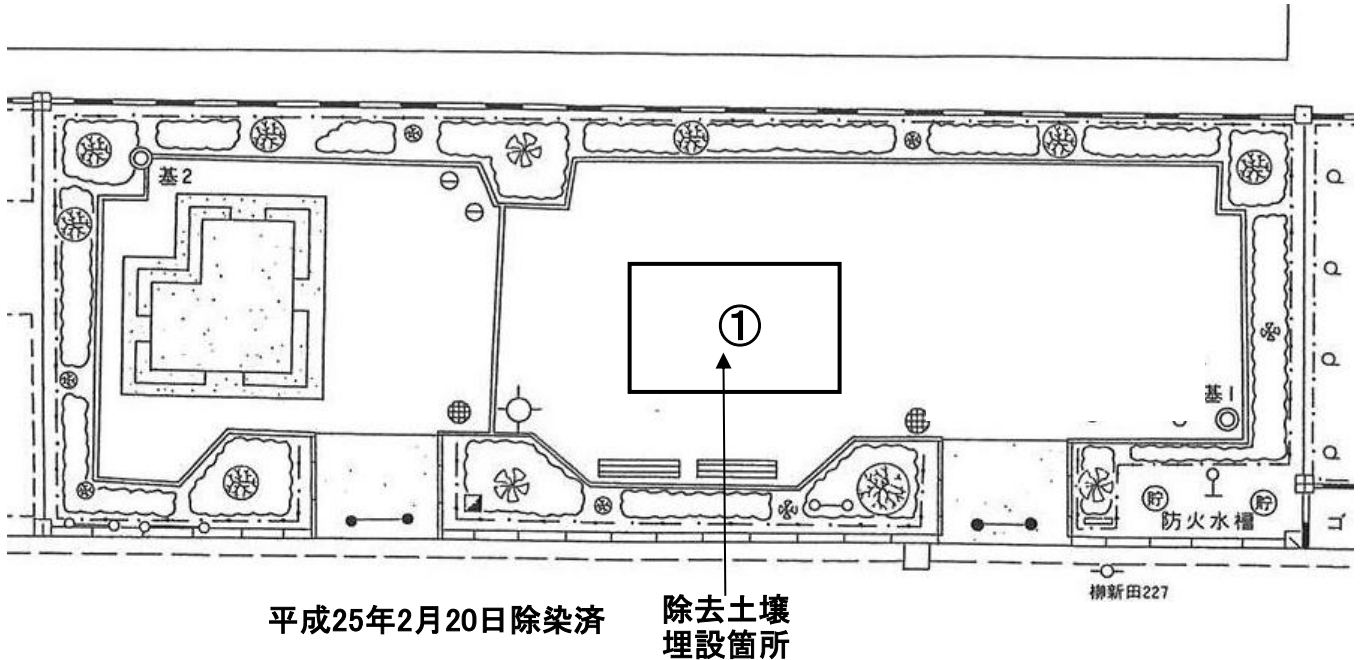 基2
①
基1
貯
貯
防火水槽
ゴ
柳新田227
平成25年2月20日除染済
除去土壌
埋設箇所